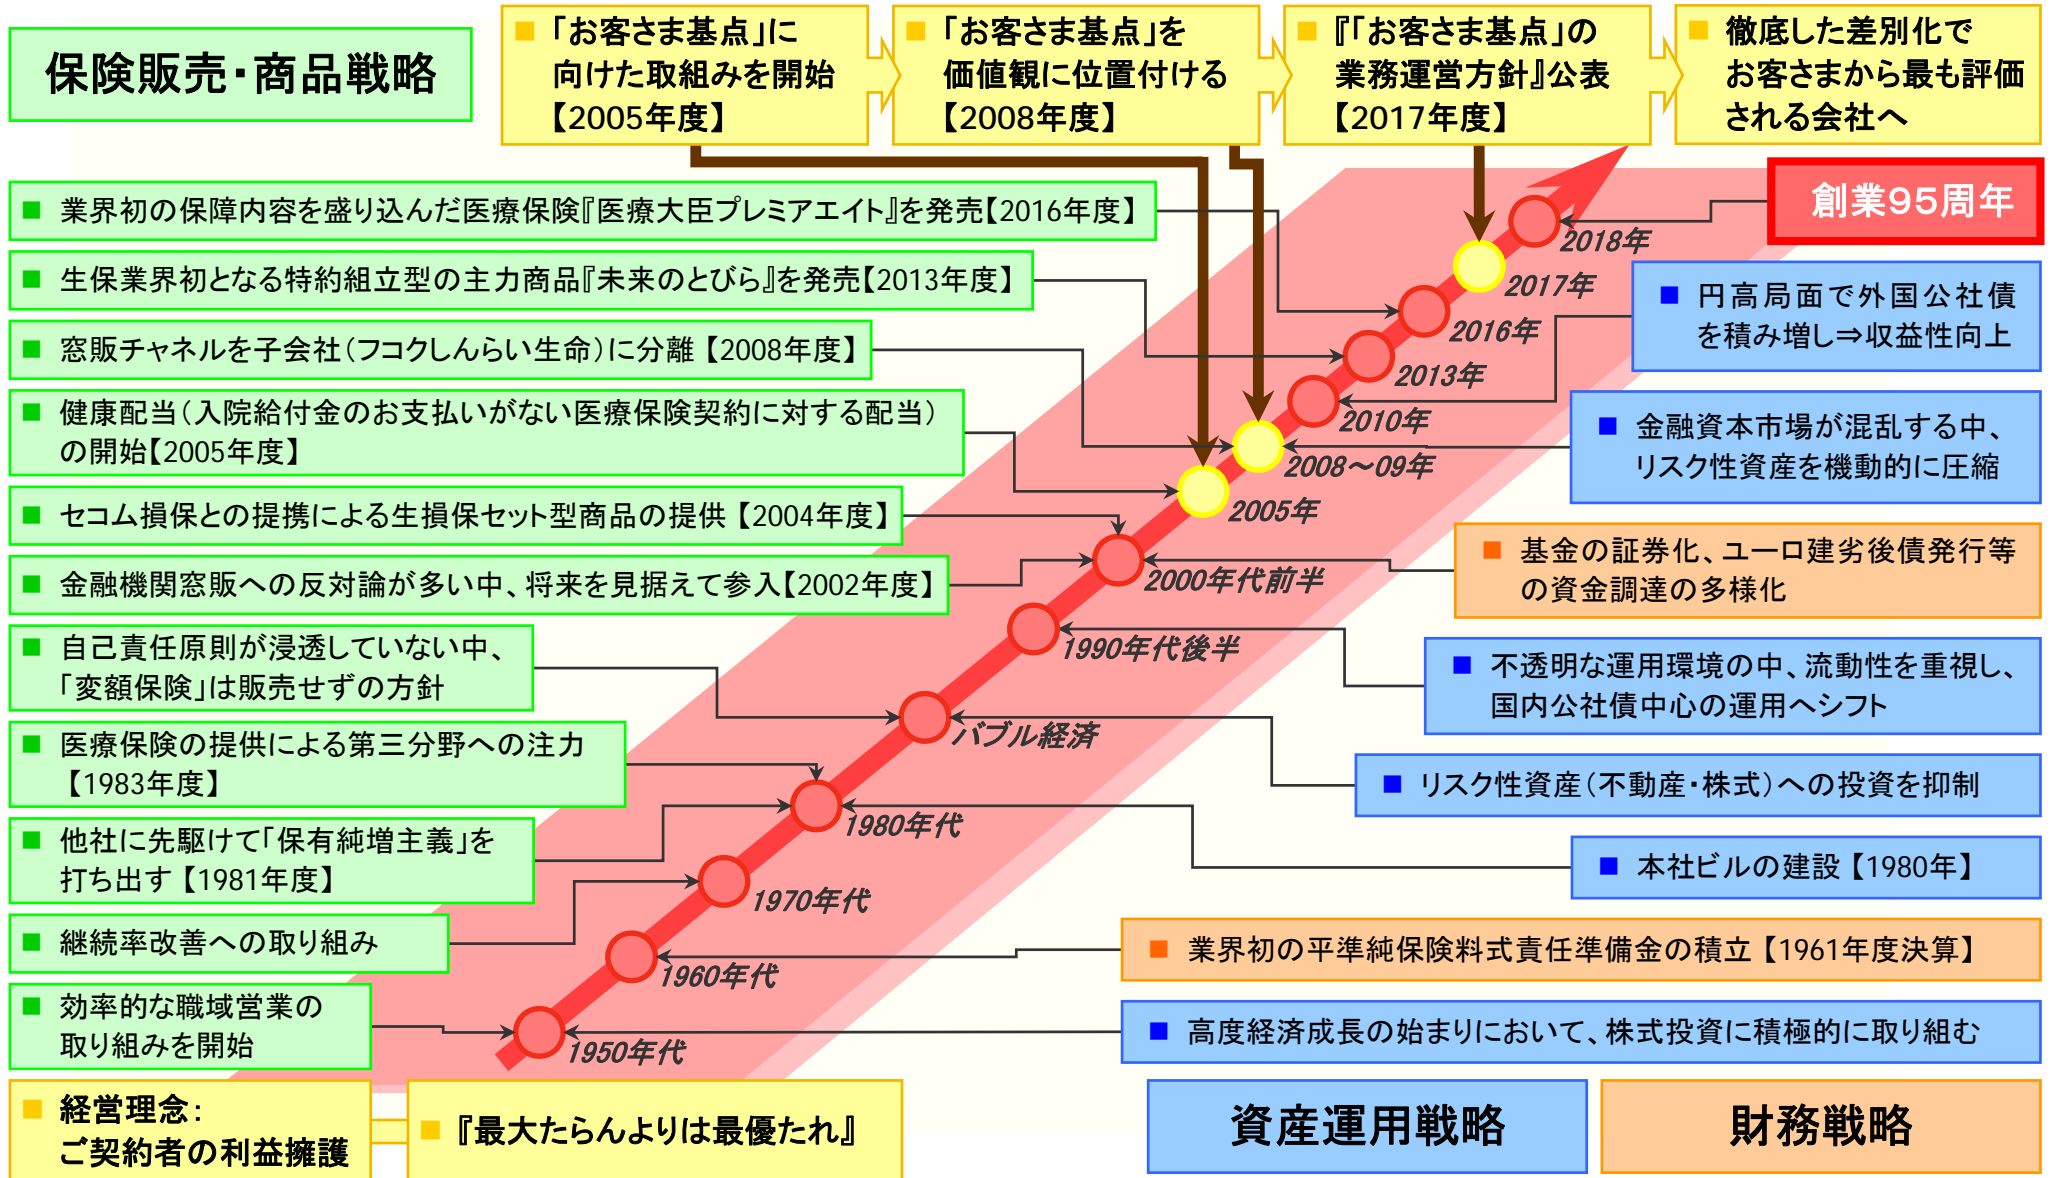 保険販売・商品戦略
■ 「お客さま基点」に
向けた取組みを開始
【2005年度】
■ 「お客さま基点」を
価値観に位置付ける
【2008年度】
■ 『「お客さま基点」の
業務運営方針』公表
【2017年度】
■ 徹底した差別化で
お客さまから最も評価
される会社へ
創業95周年
■ 業界初の保障内容を盛り込んだ医療保険『医療大臣プレミアエイト』を発売【2016年度】
■ 生保業界初となる特約組立型の主力商品『未来のとびら』を発売【2013年度】
■ 窓販チャネルを子会社（フコクしんらい生命）に分離【2008年度】
■ 健康配当（入院給付金のお支払いがない医療保険契約に対する配当）
の開始【2005年度】
■ セコム損保との提携による生損保セット型商品の提供【2004年度】
■ 金融機関窓販への反対論が多い中、将来を見据えて参入【2002年度】
■ 自己責任原則が浸透していない中、
「変額保険」は販売せずの方針
■ 医療保険の提供による第三分野への注力
【1983年度】
■ 他社に先駆けて「保有純増主義」を
打ち出す【1981年度】
■ 継続率改善への取り組み
■ 効率的な職域営業の
取り組みを開始
2018年
2017年
2016年
2013年
2010年
2008～09年
2005年
2000年代前半
1990年代後半
バブル経済
1980年代
1970年代
1960年代
1950年代
■ 円高局面で外国公社債
を積み増し⇒収益性向上
■ 金融資本市場が混乱する中、
リスク性資産を機動的に圧縮
■ 基金の証券化、ユーロ建劣後債発行等
の資金調達の多様化
■ 不透明な運用環境の中、流動性を重視し、
国内公社債中心の運用へシフト
■ リスク性資産（不動産・株式）への投資を抑制
■ 本社ビルの建設【1980年】
■ 業界初の平準純保険料式責任準備金の積立【1961年度決算】
■ 高度経済成長の始まりにおいて、株式投資に積極的に取り組む
■ 経営理念：
ご契約者の利益擁護
■ 『最大たらんよりは最優たれ』
資産運用戦略
財務戦略